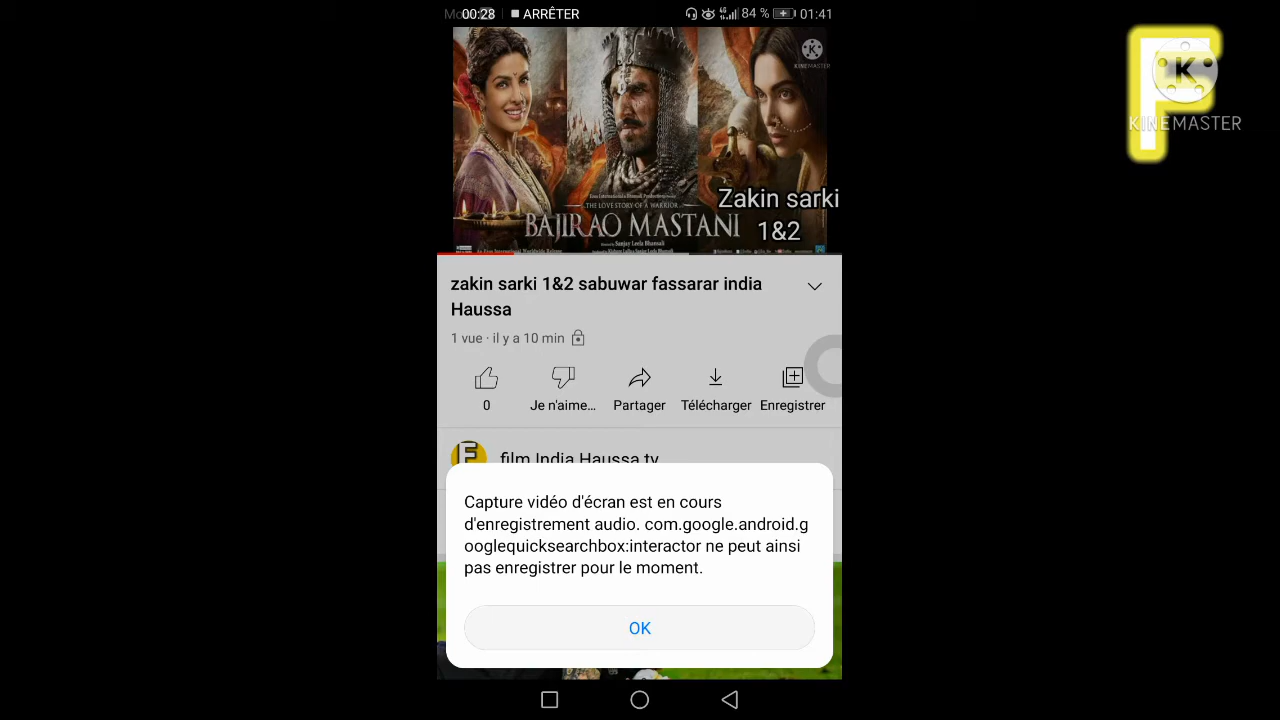 00:28 ARRÊTER 84 % 01:41
KINEMASTER
THE LOVE STORY OF A WARRIOR
BAJIRAO MASTANI
Zakin sarki
1&2
zakin sarki 1&2 sabuwar fassarar india
Haussa
1 vue · il y a 10 min
0 Je n'aime... Partager Télécharger Enregistrer
F film India Haussa tv
Capture vidéo d'écran est en cours
d'enregistrement audio. com.google.android.g
ooglequicksearchbox:interactor ne peut ainsi
pas enregistrer pour le moment.
OK
K
KINEMASTER